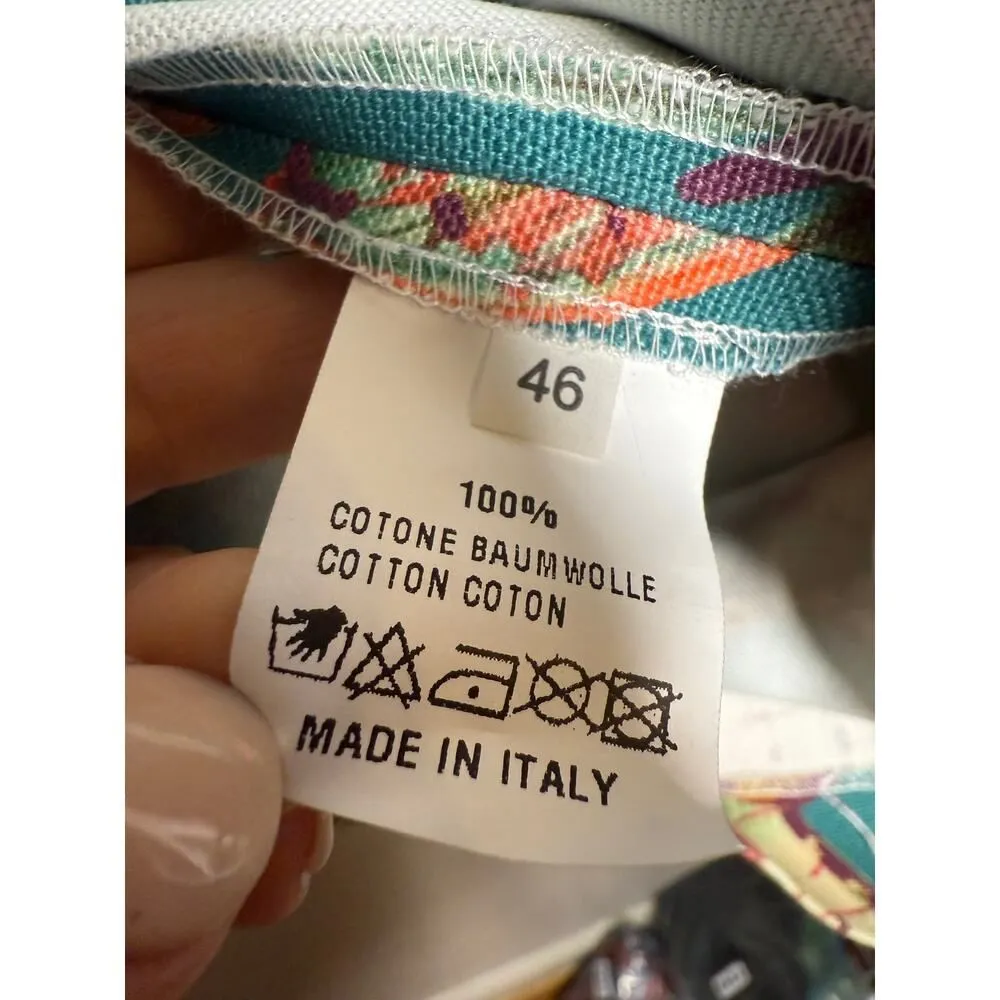 46
100%
COTONE BAUMWOLLE
COTTON COTON
MADE IN ITALY